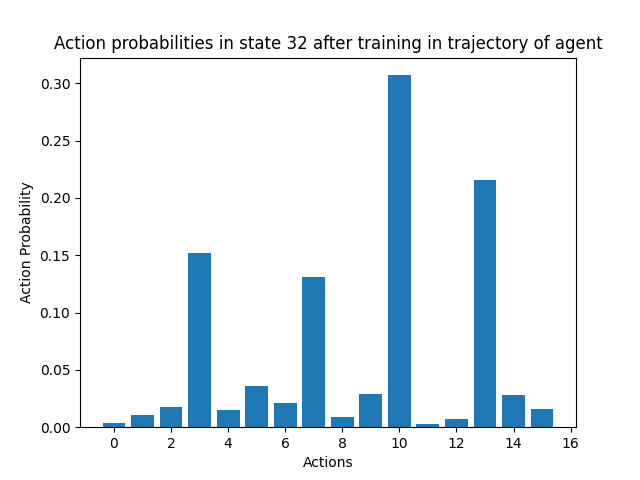 Action probabilities in state 32 after training in trajectory of agent
0.30
0.25
0.20
0.15
0.10
0.05
0.00
Action Probability
0 2 4 6 8 10 12 14 16
Actions